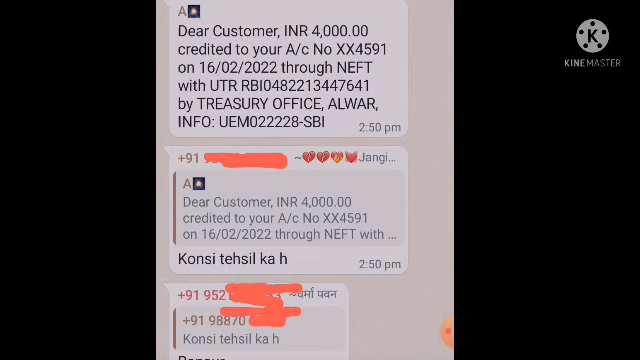 A
Dear Customer, INR 4,000.00
credited to your A/c No XX4591
on 16/02/2022 through NEFT
with UTR RBI0482213447641
by TREASURY OFFICE, ALWAR,
INFO: UEM022228-SBI
2:50 pm
+91 ~Jangi...
A
Dear Customer, INR 4,000.00
credited to your A/c No XX4591
on 16/02/2022 through NEFT with ...
Konsi tehsil ka h
2:50 pm
+91 952 ~वर्मा पवन
+91 98870
Konsi tehsil ka h
KINEMASTER